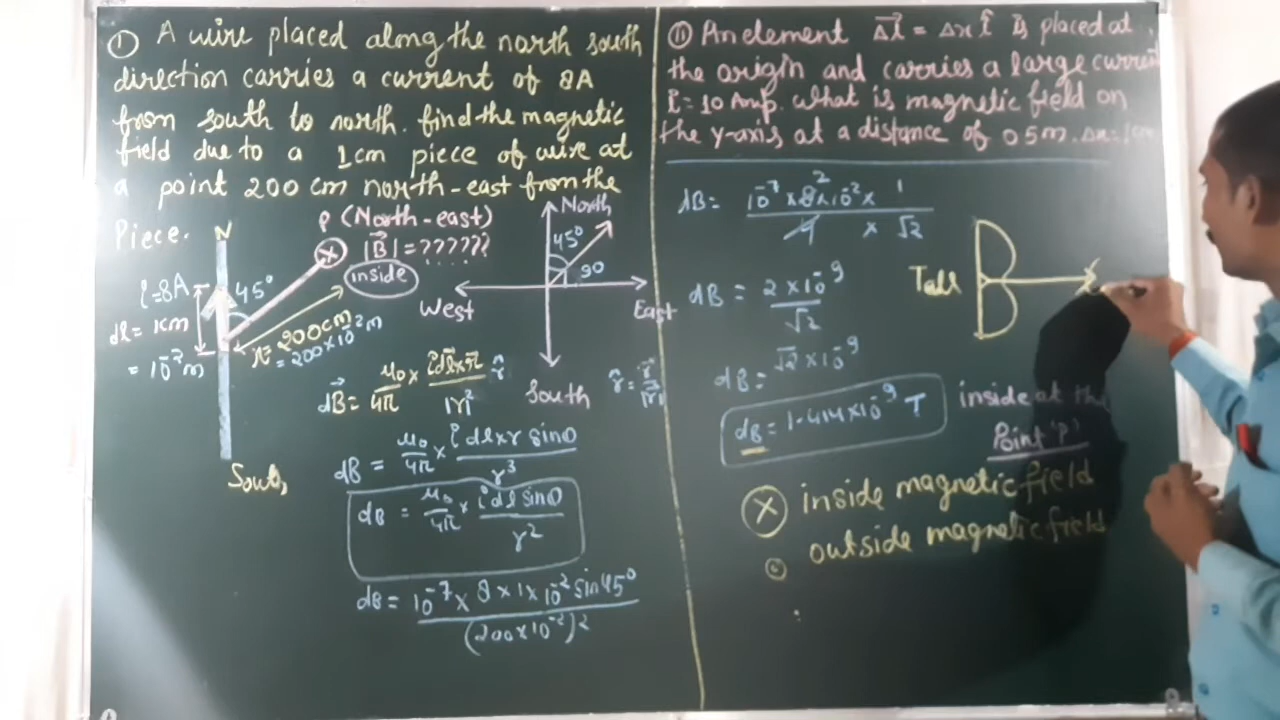 ① A wire placed along the north south
direction carries a current of 8A
from south to north. find the magnetic
field due to a 1cm piece of wire at
a point 200 cm north-east from the
Piece.
N
P (North-east)
|B⃗| = ??????
inside
i=8A
45°
dl = 1cm
= 10⁻² m
r = 200cm
= 200×10⁻² m
South
North
45°
90
West
East
South
dB⃗ = μ₀/4π × i dl⃗×r⃗/|r|² r̂
r̂ = r⃗/|r|
dB = μ₀/4π × i dl×r sinθ/r³
dB = μ₀/4π × i dl sinθ/r²
dB = 10⁻⁷ × 8 × 1 × 10⁻² sin45°/(200×10⁻²)²
⑪ An element Δl⃗ = Δx î is placed at
the origin and carries a large current
i = 10 Amp. What is magnetic field on
the y-axis at a distance of 0.5m. Δx = 1cm
dB = 10⁻⁷ × 8 2 × 10⁻² × 1/4 × √2
dB = 2×10⁻⁹/√2
dB = √2 × 10⁻⁹
dB = 1.414×10⁻⁹ T inside at the
Point 'P'
Tail
ⓧ inside magnetic field
⊙ outside magnetic field